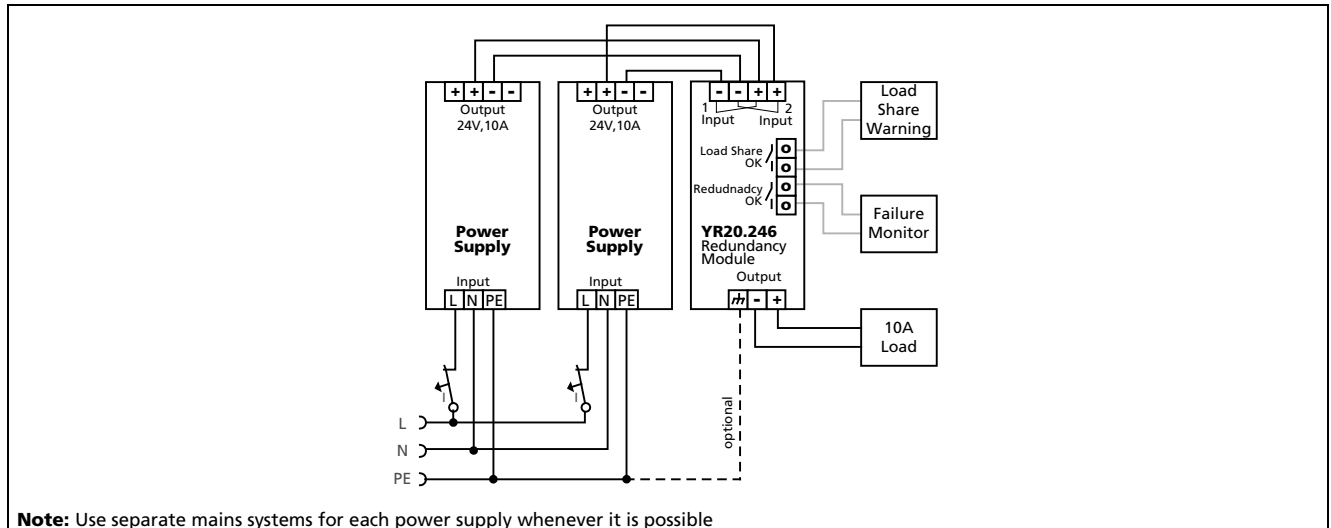 + + - -
Output
24V,10A
Power
Supply
Input
L N PE
+ + - -
Output
24V,10A
Power
Supply
Input
L N PE
- - + +
1 2
Input Input
Load Share
OK
o
o
Redudnadcy
OK
o
o
YR20.246
Redundancy
Module
Output
- +
Load
Share
Warning
Failure
Monitor
10A
Load
I
I
optional
L
N
PE
Note: Use separate mains systems for each power supply whenever it is possible